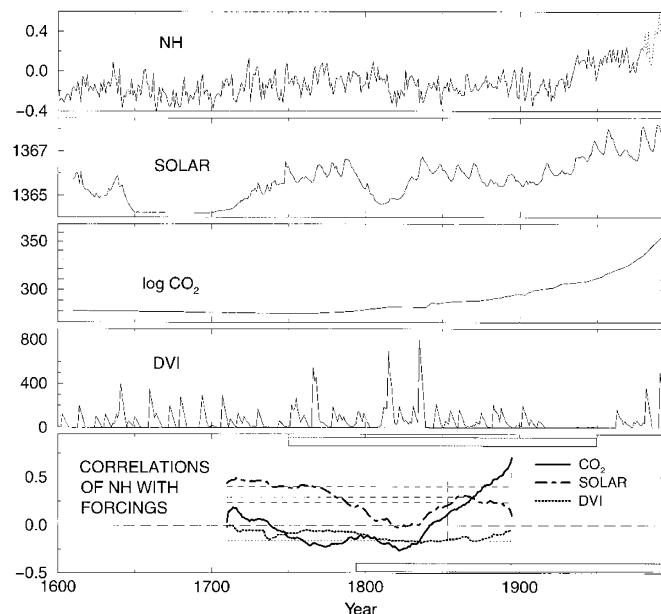 0.4
NH
0.0
−0.4
1367
SOLAR
1365
350
log CO₂
300
800
DVI
400
0
CORRELATIONS OF NH WITH FORCINGS
0.5
CO₂
SOLAR
DVI
0.0
−0.5
1600 1700 1800 1900
Year